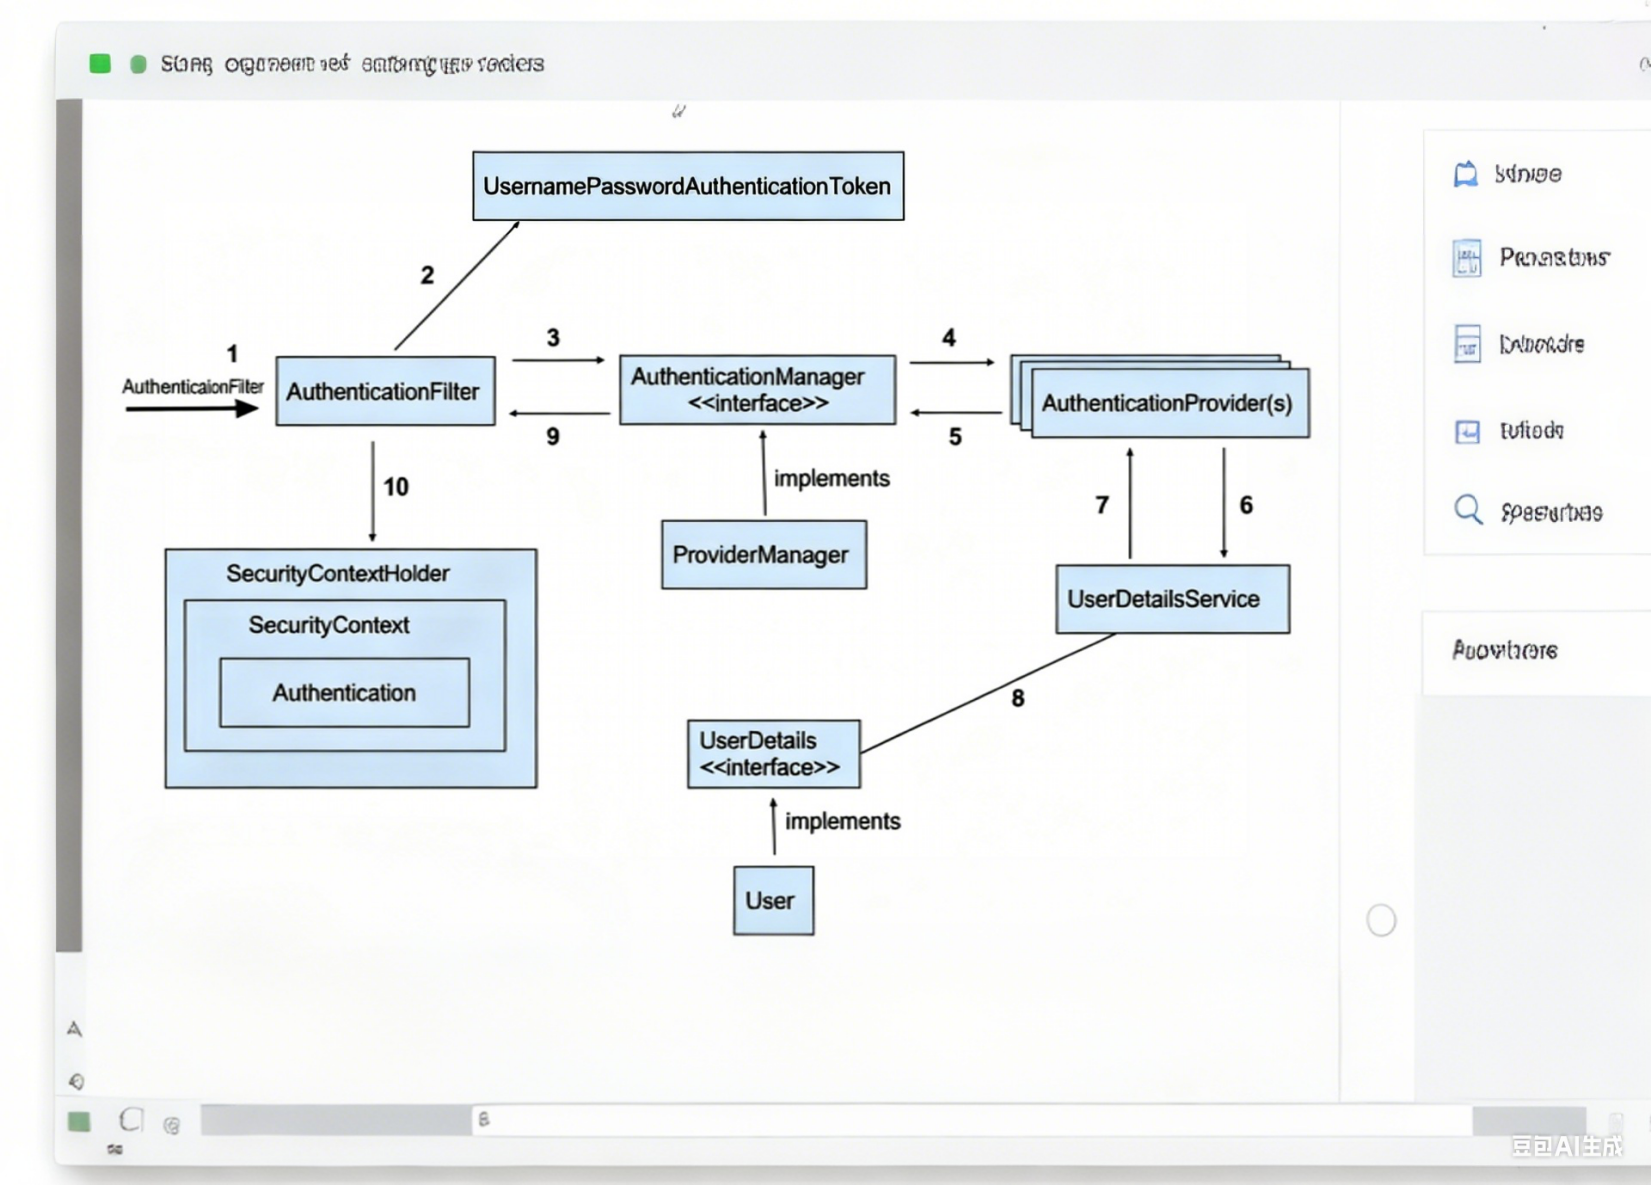 UsernamePasswordAuthenticationToken
2
1
3
4
AuthenticaionFilter
AuthenticationFilter
AuthenticationManager
<<interface>>
AuthenticationProvider(s)
9
5
10
implements
7
6
ProviderManager
SecurityContextHolder
SecurityContext
Authentication
UserDetailsService
8
UserDetails
<<interface>>
implements
User
豆包AI生成